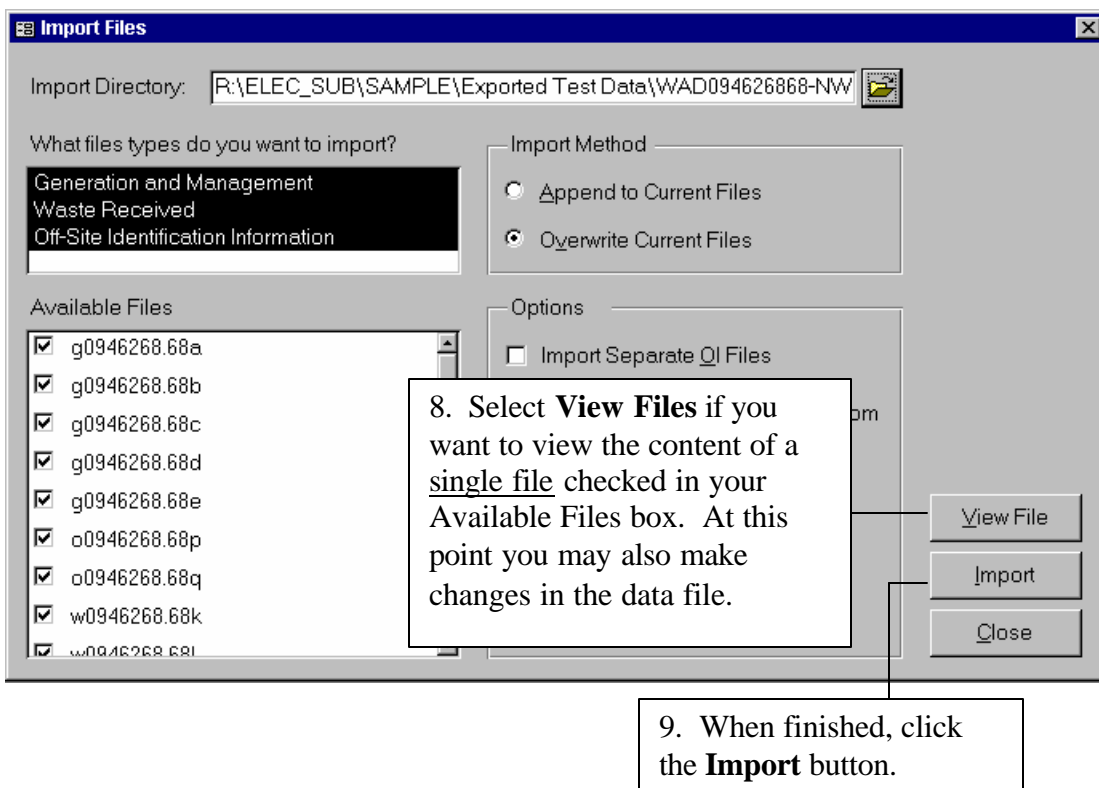 Import Files
Import Directory: R:\ELEC_SUB\SAMPLE\Exported Test Data\WAD094626868-NW
What files types do you want to import?
Generation and Management
Waste Received
Off-Site Identification Information
Import Method
Append to Current Files
Overwrite Current Files
Available Files
g0946268.68a
g0946268.68b
g0946268.68c
g0946268.68d
g0946268.68e
o0946268.68p
o0946268.68q
w0946268.68k
w0946268.68l
Options
Import Separate OI Files
om
8. Select View Files if you
want to view the content of a
single file checked in your
Available Files box. At this
point you may also make
changes in the data file.
View File
Import
Close
9. When finished, click
the Import button.